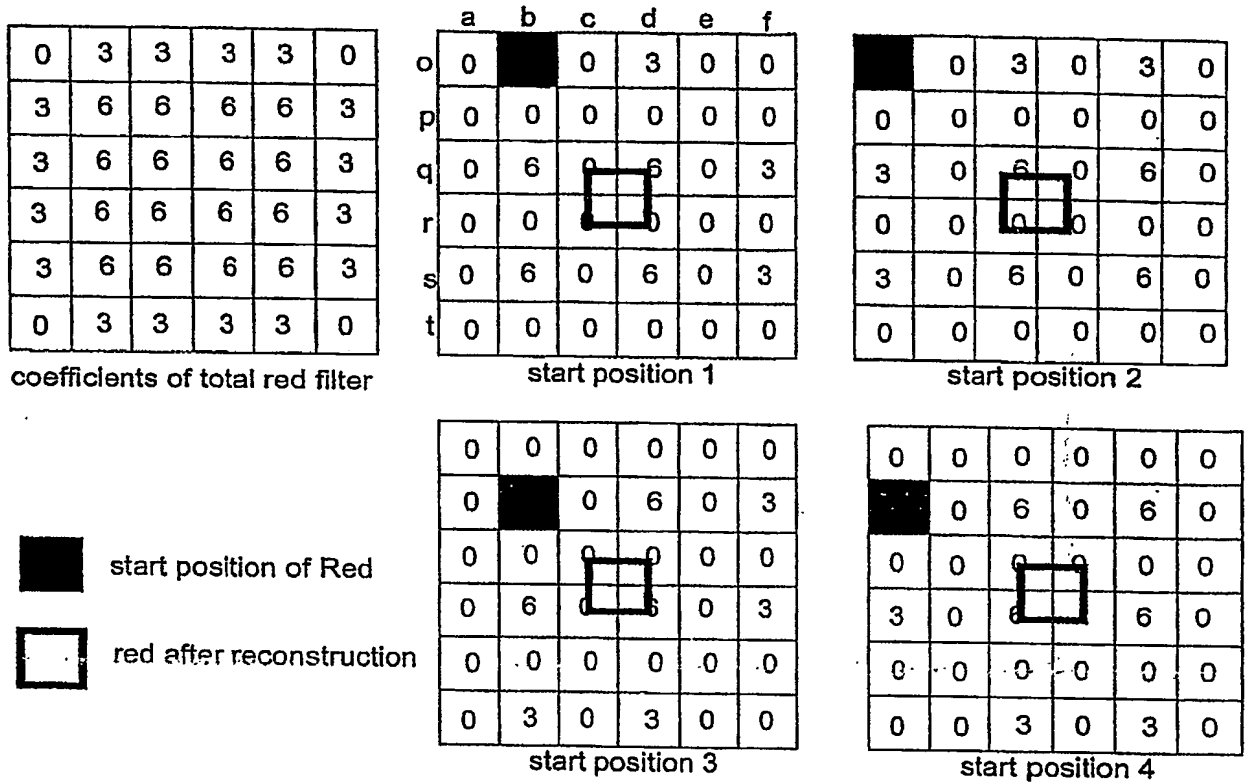 0 3 3 3 3 0
3 6 6 6 6 3
3 6 6 6 6 3
3 6 6 6 6 3
3 6 6 6 6 3
0 3 3 3 3 0
coefficients of total red filter
a b c d e f
o 0 0 3 0 0
p 0 0 0 0 0 0
q 0 6 0 6 0 3
r 0 0 0 0 0
s 0 6 0 6 0 3
t 0 0 0 0 0 0
start position 1
0 3 0 3 0
0 0 0 0 0 0
3 0 6 0 6 0
0 0 0 0 0 0
3 0 6 0 6 0
0 0 0 0 0 0
start position 2
start position of Red
red after reconstruction
0 0 0 0 0 0
0 0 6 0 3
0 0 0 0 0 0
0 6 0 6 0 3
0 0 0 0 0 0
0 3 0 3 0 0
start position 3
0 0 0 0 0 0
0 6 0 6 0
0 0 0 0 0 0
3 0 6 6 0
0 0 0 0 0 0
0 0 3 0 3 0
start position 4